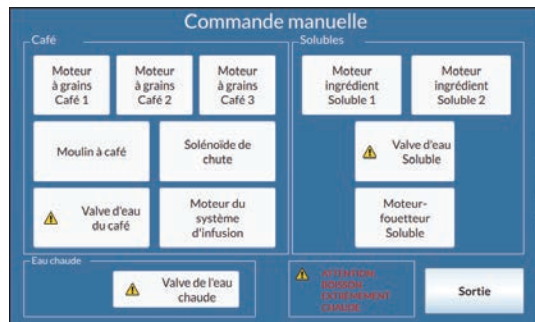 Commande manuelle
Café
Solubles
Moteur
à grains
Café 1
Moteur
à grains
Café 2
Moteur
à grains
Café 3
Moteur
ingrédient
Soluble 1
Moteur
ingrédient
Soluble 2
Moulin à café
Solénoïde de
chute
Valve d'eau
Soluble
Valve d'eau
du café
Moteur du
système
d'infusion
Moteur-
fouetteur
Soluble
Eau chaude
Valve de l'eau
chaude
ATTENTION
BOISSON
EXTRÊMEMENT
CHAUDE
Sortie